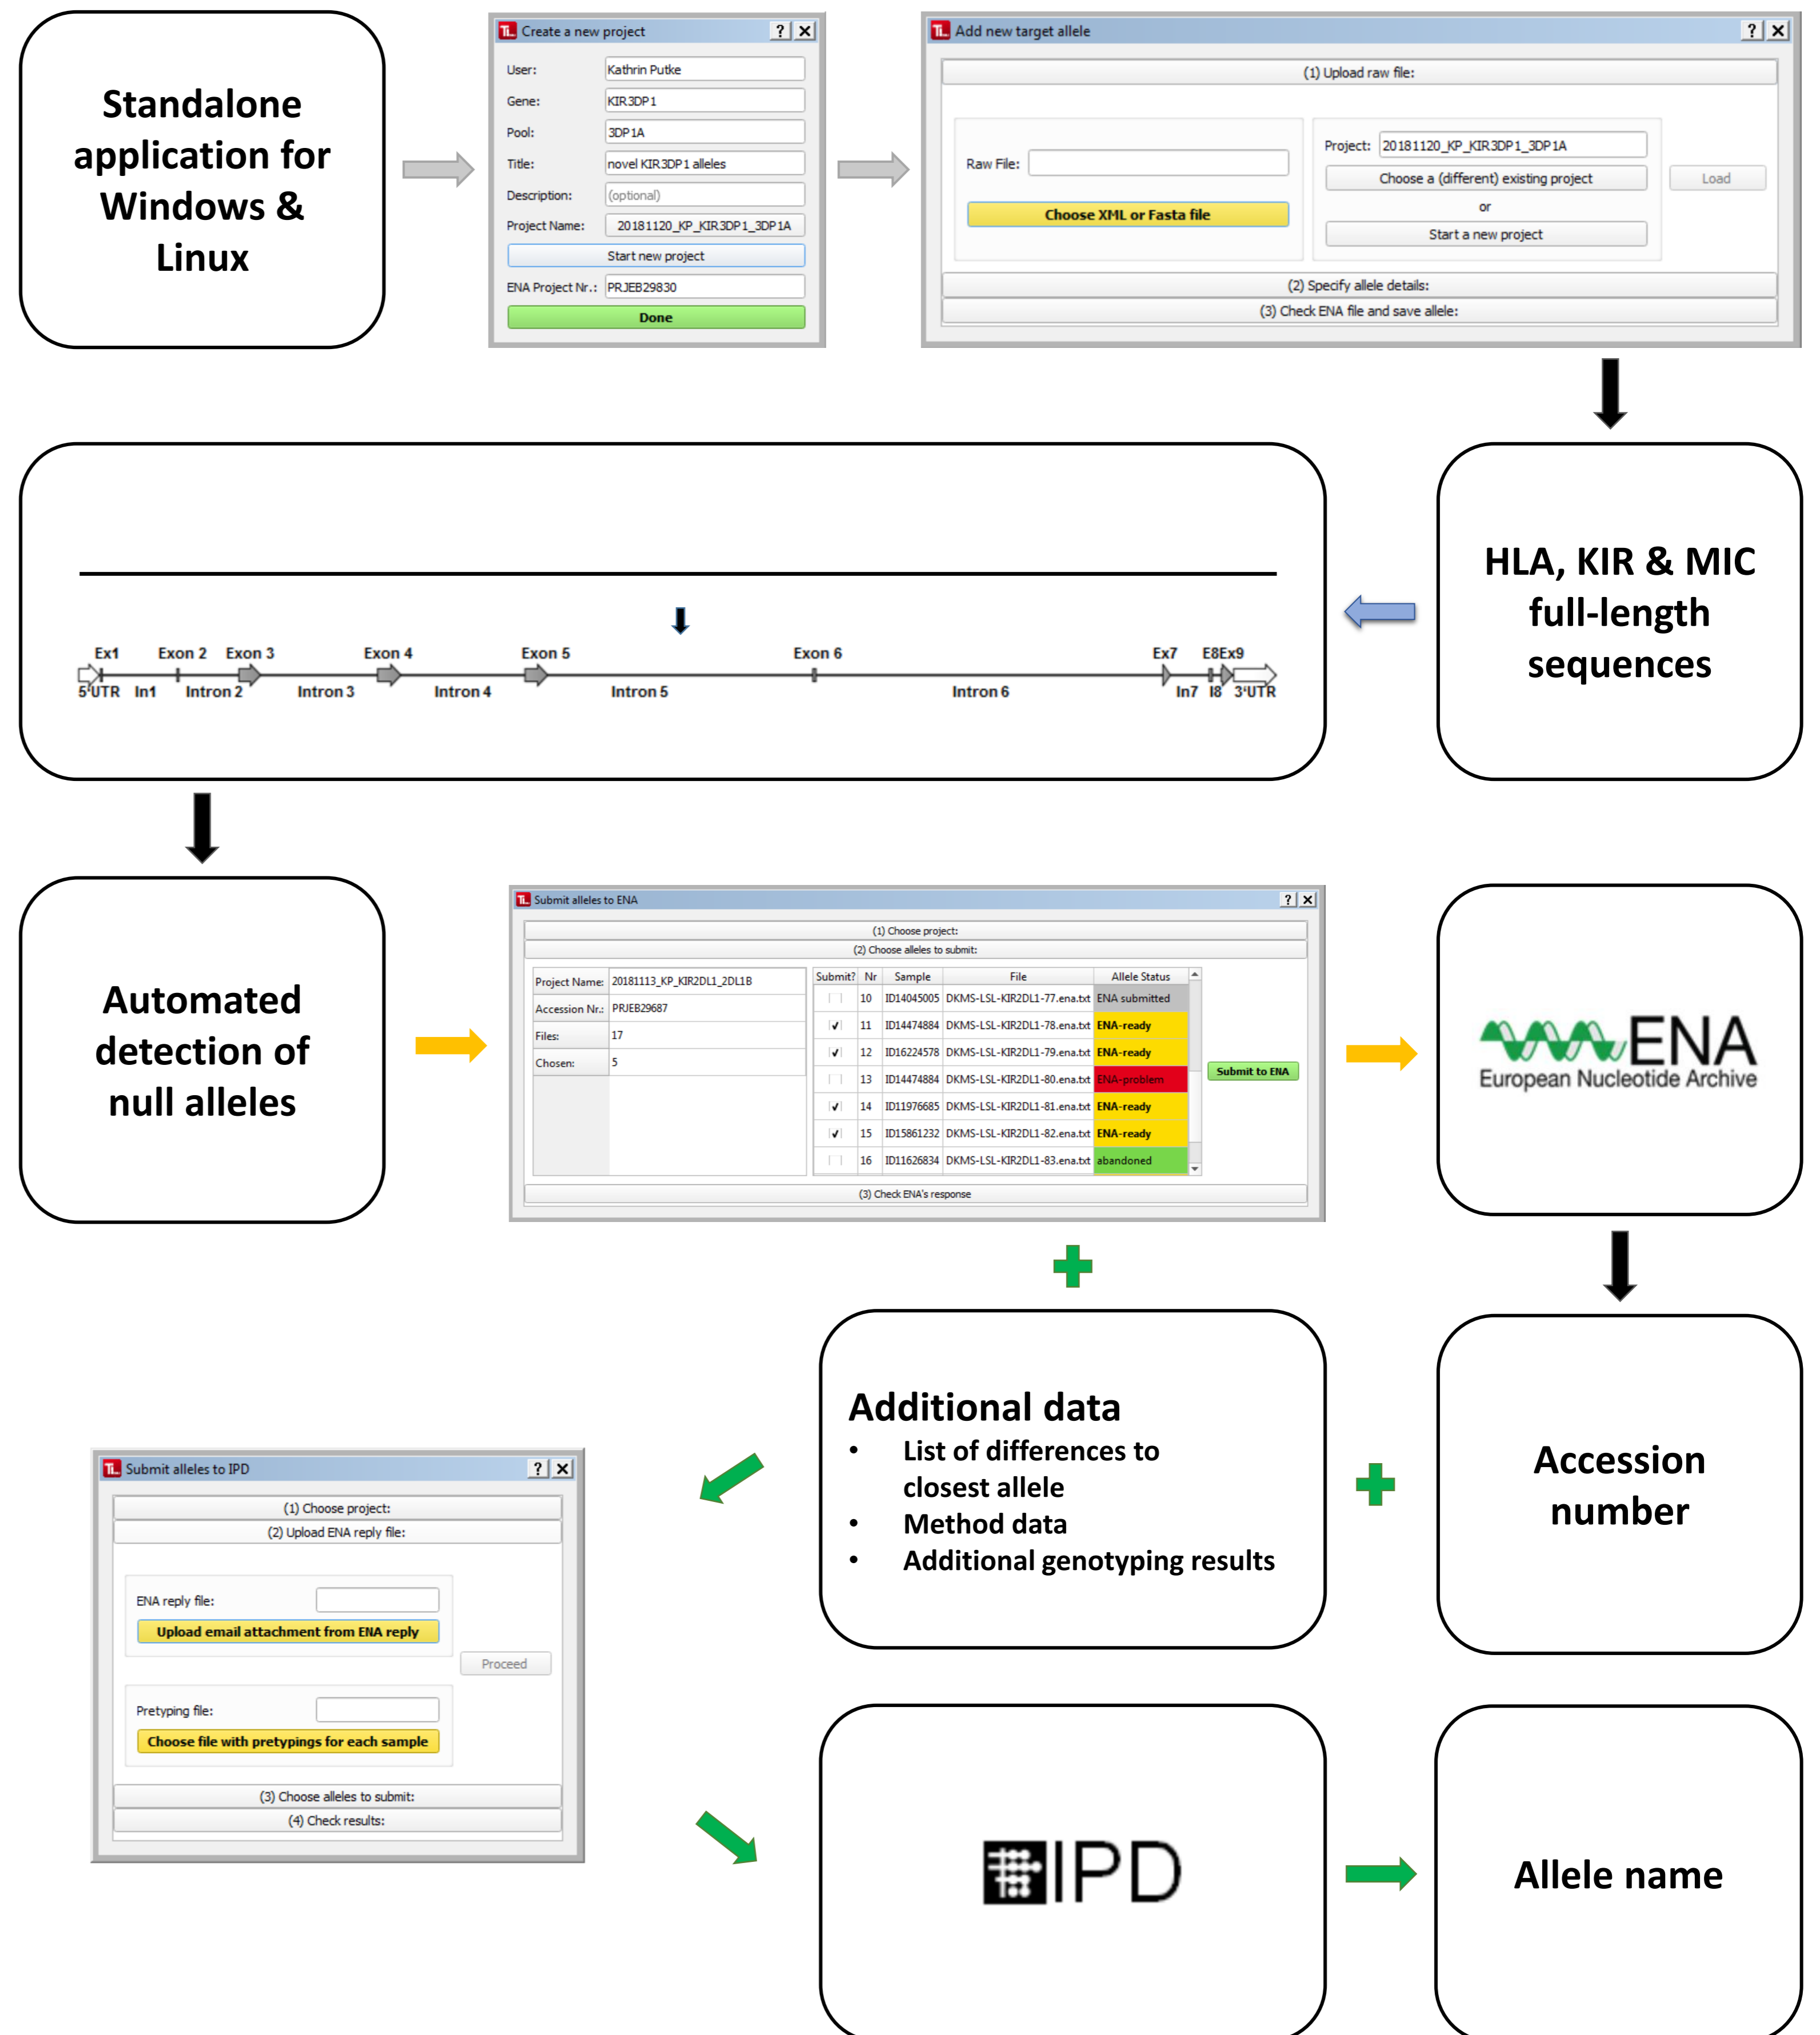 Standalone
application for
Windows &
Linux
TL. Create a new project ? X
User: Kathrin Putke
Gene: KIR3DP1
Pool: 3DP1A
Title: novel KIR3DP1 alleles
Description: (optional)
Project Name: 20181120_KP_KIR3DP1_3DP1A
Start new project
ENA Project Nr.: PRJEB29830
Done
TL. Add new target allele ? X
(1) Upload raw file:
Raw File:
Choose XML or Fasta file
Project: 20181120_KP_KIR3DP1_3DP1A
Choose a (different) existing project
or
Start a new project
Load
(2) Specify allele details:
(3) Check ENA file and save allele:
HLA, KIR & MIC
full-length
sequences
Ex1 Exon 2 Exon 3 Exon 4 Exon 5 Exon 6 Ex7 E8Ex9
5'UTR In1 Intron 2 Intron 3 Intron 4 Intron 5 Intron 6 In7 I8 3'UTR
Automated
detection of
null alleles
TL. Submit alleles to ENA ? X
(1) Choose project:
(2) Choose alleles to submit:
Project Name: 20181113_KP_KIR2DL1_2DL1B
Accession Nr.: PRJEB29687
Files: 17
Chosen: 5
Submit? Nr Sample File Allele Status
10 ID14045005 DKMS-LSL-KIR2DL1-77.ena.txt ENA submitted
11 ID14474884 DKMS-LSL-KIR2DL1-78.ena.txt ENA-ready
12 ID16224578 DKMS-LSL-KIR2DL1-79.ena.txt ENA-ready
13 ID14474884 DKMS-LSL-KIR2DL1-80.ena.txt ENA-problem
14 ID11976685 DKMS-LSL-KIR2DL1-81.ena.txt ENA-ready
15 ID15861232 DKMS-LSL-KIR2DL1-82.ena.txt ENA-ready
16 ID11626834 DKMS-LSL-KIR2DL1-83.ena.txt abandoned
Submit to ENA
(3) Check ENA's response
ENA
European Nucleotide Archive
Additional data
• List of differences to
closest allele
• Method data
• Additional genotyping results
Accession
number
TL. Submit alleles to IPD ? X
(1) Choose project:
(2) Upload ENA reply file:
ENA reply file:
Upload email attachment from ENA reply
Proceed
Pretyping file:
Choose file with pretypings for each sample
(3) Choose alleles to submit:
(4) Check results:
IPD
Allele name